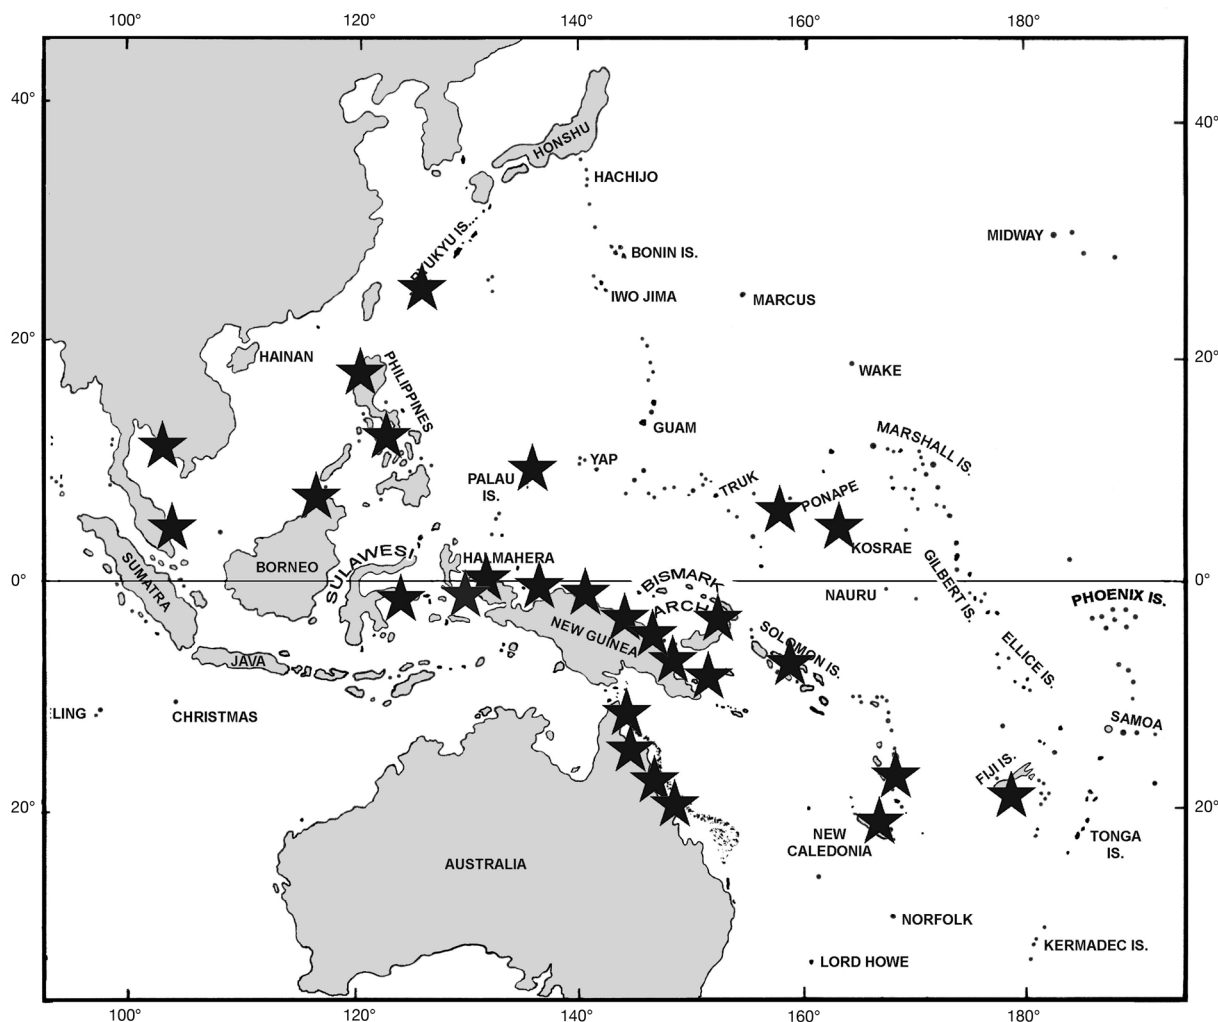 100°
120°
140°
160°
180°
40°
40°
HONSHU
HACHIJO
RYUKYU IS.
MIDWAY
BONIN IS.
IWO JIMA
MARCUS
20°
20°
HAINAN
PHILIPPINES
WAKE
GUAM
MARSHALL IS.
YAP
PALAU
IS.
TRUK
PONAPE
KOSRAE
HALMAHERA
SULAWESI
BORNEO
SUMATRA
0°
0°
BISMARK
ARCH
NAURU
GILBERT IS.
PHOENIX IS.
NEW GUINEA
SOLOMON IS.
ELLICE IS.
JAVA
LING
CHRISTMAS
SAMOA
FIJI IS.
20°
20°
NEW
CALEDONIA
TONGA
IS.
AUSTRALIA
NORFOLK
KERMADEC IS.
LORD HOWE
100°
120°
140°
160°
180°